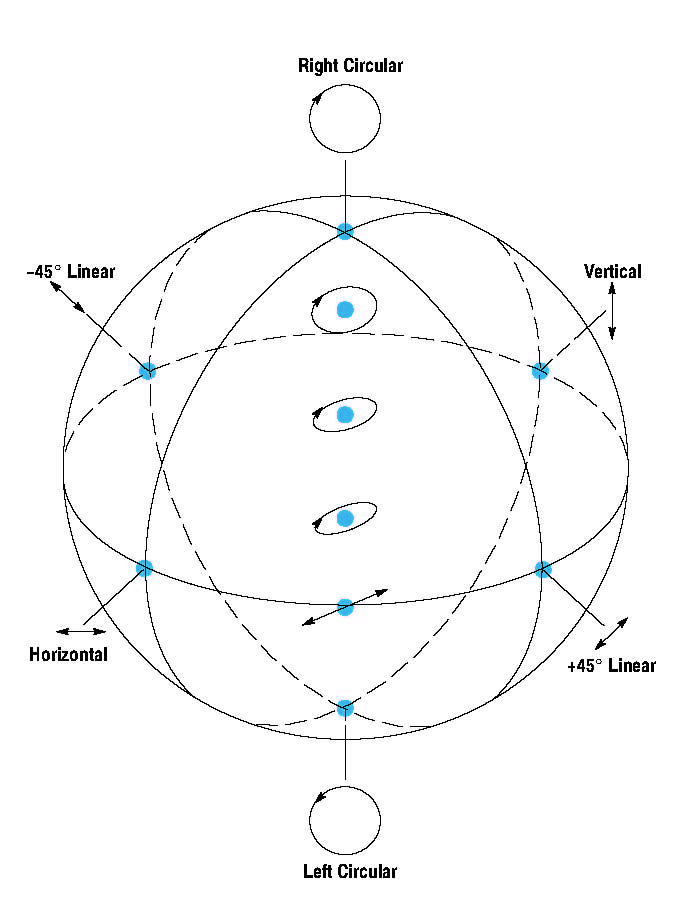 Right Circular
−45° Linear
Vertical
Horizontal
+45° Linear
Left Circular